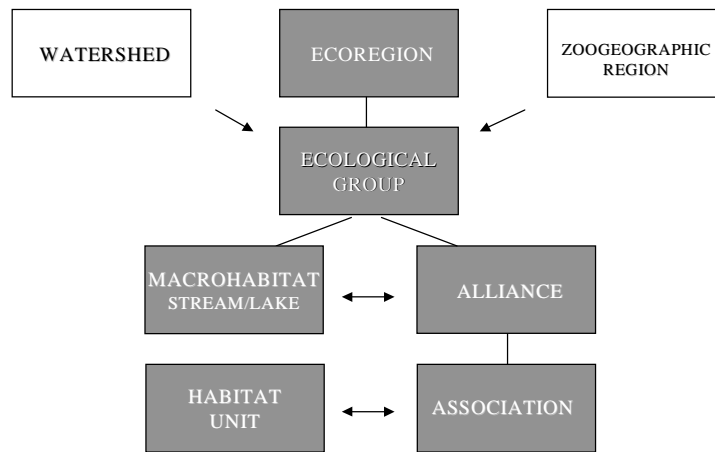 WATERSHED
ECOREGION
ZOOGEOGRAPHIC
REGION
ECOLOGICAL
GROUP
MACROHABITAT
STREAM/LAKE
ALLIANCE
HABITAT
UNIT
ASSOCIATION